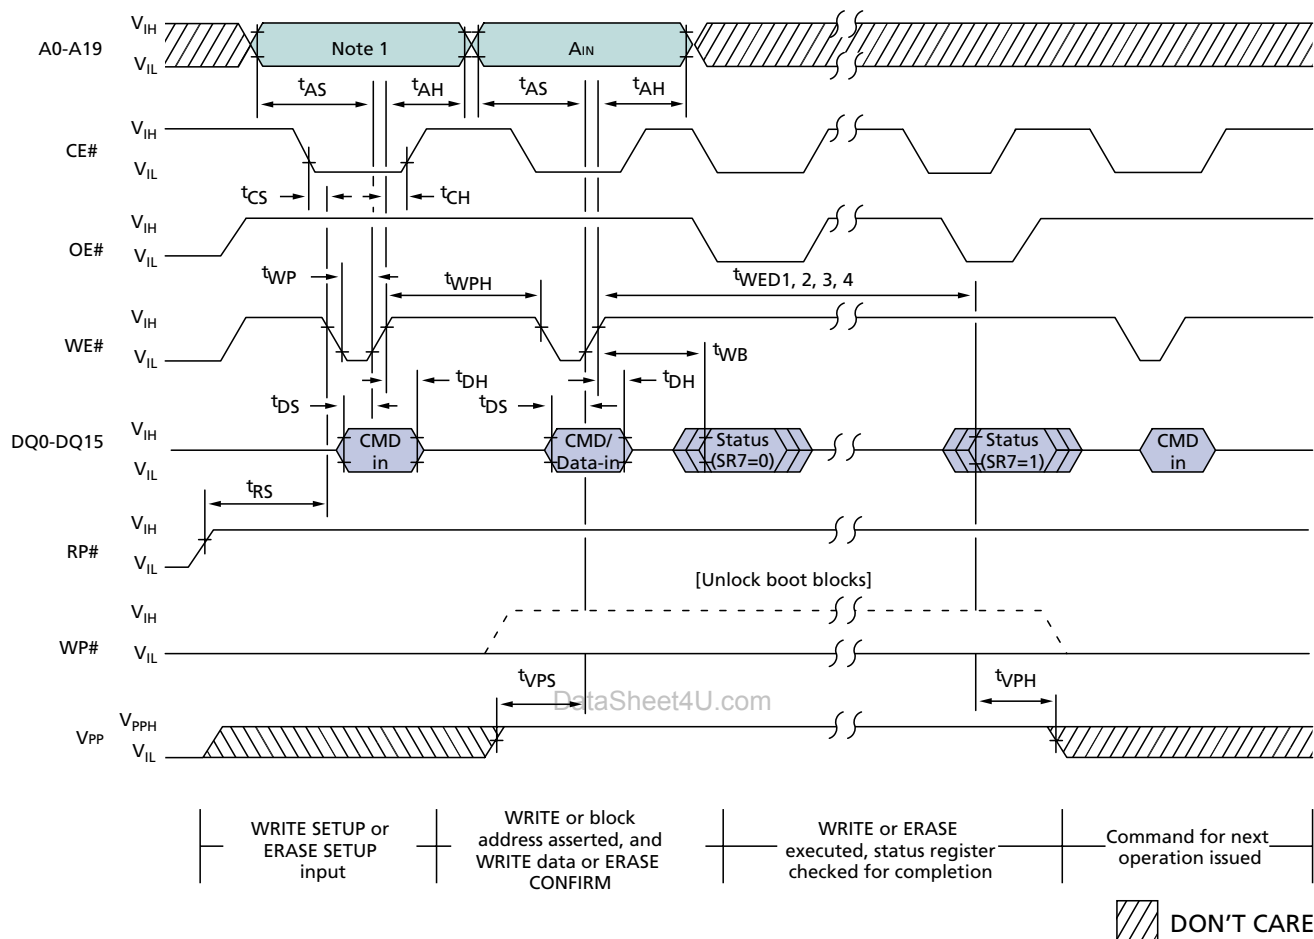 A0-A19
VIH
VIL
Note 1
AIN
tAS
tAH
tAS
tAH
CE#
VIH
VIL
tCS
tCH
OE#
VIH
VIL
tWP
tWPH
tWED1, 2, 3, 4
WE#
VIH
VIL
tWB
tDH
tDH
tDS
tDS
DQ0-DQ15
VIH
VIL
CMD
in
CMD/
Data-in
Status
(SR7=0)
Status
(SR7=1)
CMD
in
tRS
RP#
VIH
VIL
[Unlock boot blocks]
WP#
VIH
VIL
tVPS
tVPH
DataSheet4U.com
VPP
VPPH
VIL
WRITE SETUP or
ERASE SETUP
input
WRITE or block
address asserted, and
WRITE data or ERASE
CONFIRM
WRITE or ERASE
executed, status register
checked for completion
Command for next
operation issued
DON'T CARE